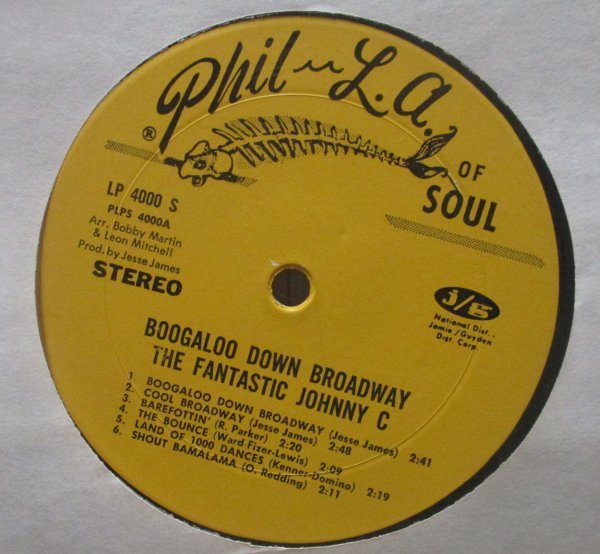 Phil L.A.
OF
SOUL
®
LP 4000 S
PLPS 4000A
Arr. Bobby Martin
& Leon Mitchell
Prod. by Jesse James
STEREO
j/g
National Dist. -
Jamie/Guyden
Dist. Corp.
BOOGALOO DOWN BROADWAY
THE FANTASTIC JOHNNY C
1. BOOGALOO DOWN BROADWAY (Jesse James) 2:41
2. COOL BROADWAY (Jesse James) 2:48
3. BAREFOTTIN' (R. Parker) 2:20
4. THE BOUNCE (Ward-Fizer-Lewis) 2:09
5. LAND OF 1000 DANCES (Kenner-Domino) 2:19
6. SHOUT BAMALAMA (O. Redding) 2:11